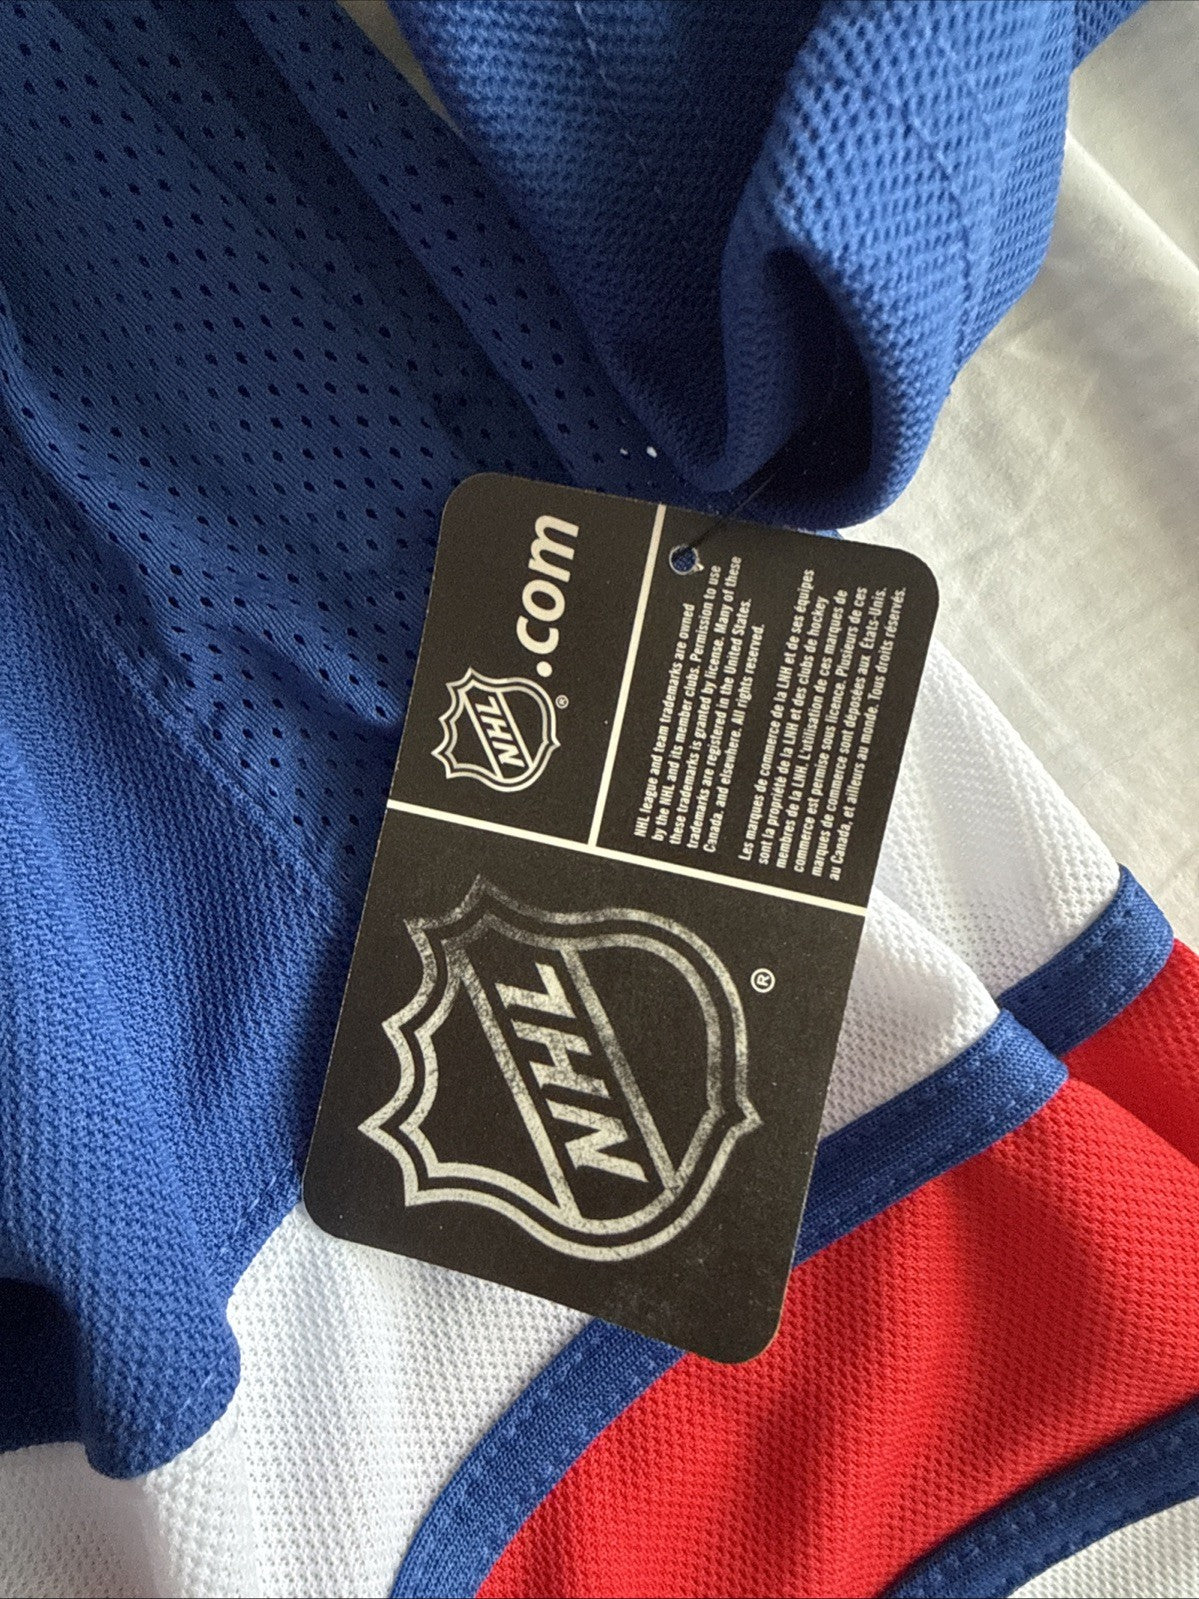 NHL®.com
NHL league and team trademarks are owned
by the NHL and its member clubs. Permission to use
these trademarks is granted by license. Many of these
trademarks are registered in the United States,
Canada, and elsewhere. All rights reserved.
Les marques de commerce de la LNH et de ses équipes
sont la propriété de la LNH et des clubs de hockey
membres de la LNH. L'utilisation de ces marques de
commerce est permise sous licence. Plusieurs de ces
marques de commerce sont déposées aux États-Unis,
au Canada, et ailleurs au monde. Tous droits réservés.
NHL®